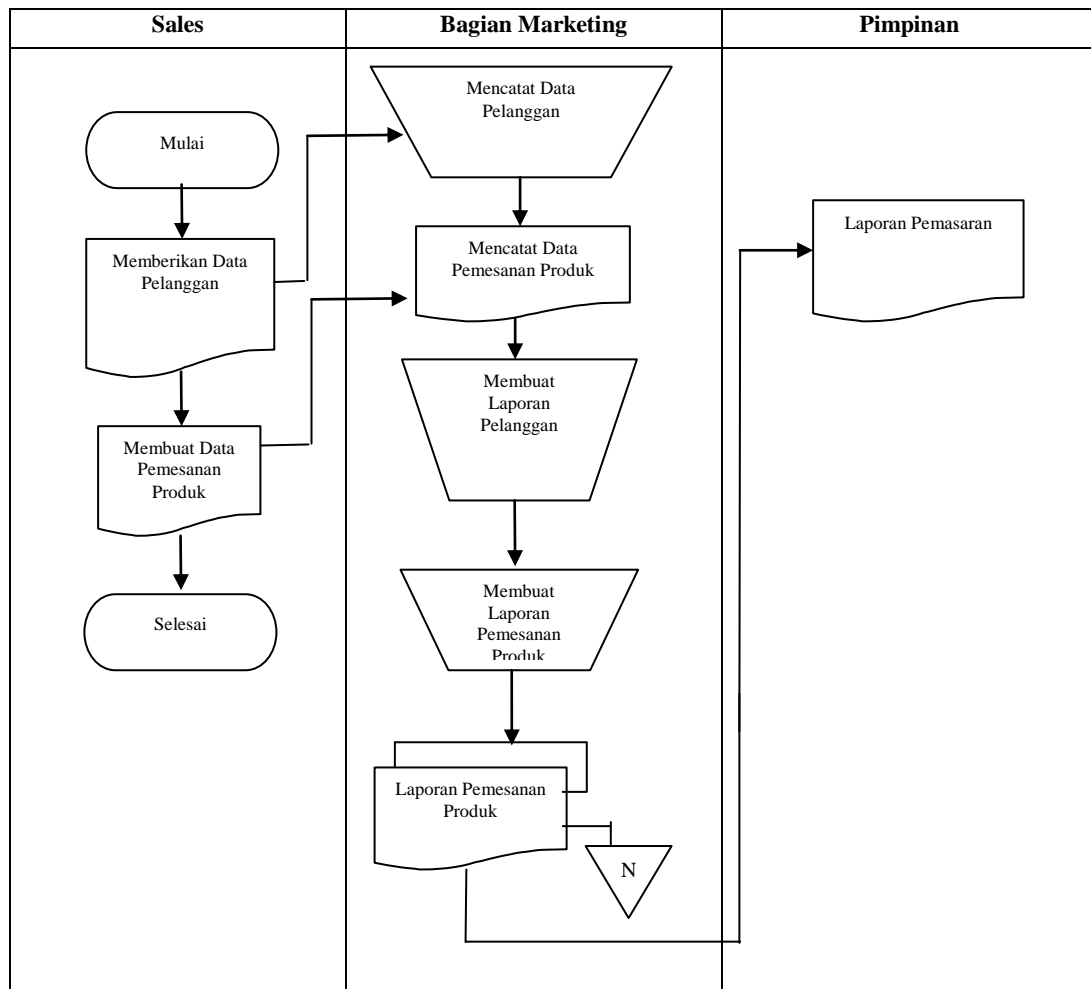 Sales
Bagian Marketing
Pimpinan
Mulai
Memberikan Data
Pelanggan
Membuat Data
Pemesanan
Produk
Selesai
Mencatat Data
Pelanggan
Mencatat Data
Pemesanan Produk
Membuat
Laporan
Pelanggan
Membuat
Laporan
Pemesanan
Produk
Laporan Pemesanan
Produk
N
Laporan Pemasaran